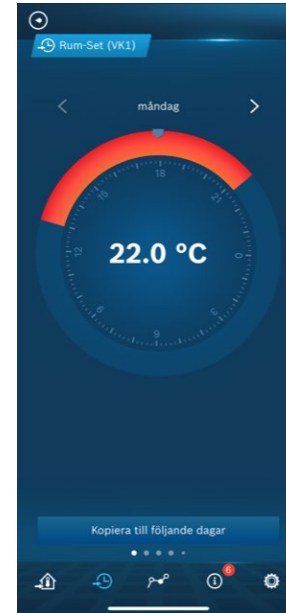 Rum-Set (VK1)
måndag
18
15
21
12
22.0 °C
0
9
3
6
Kopiera till följande dagar
6